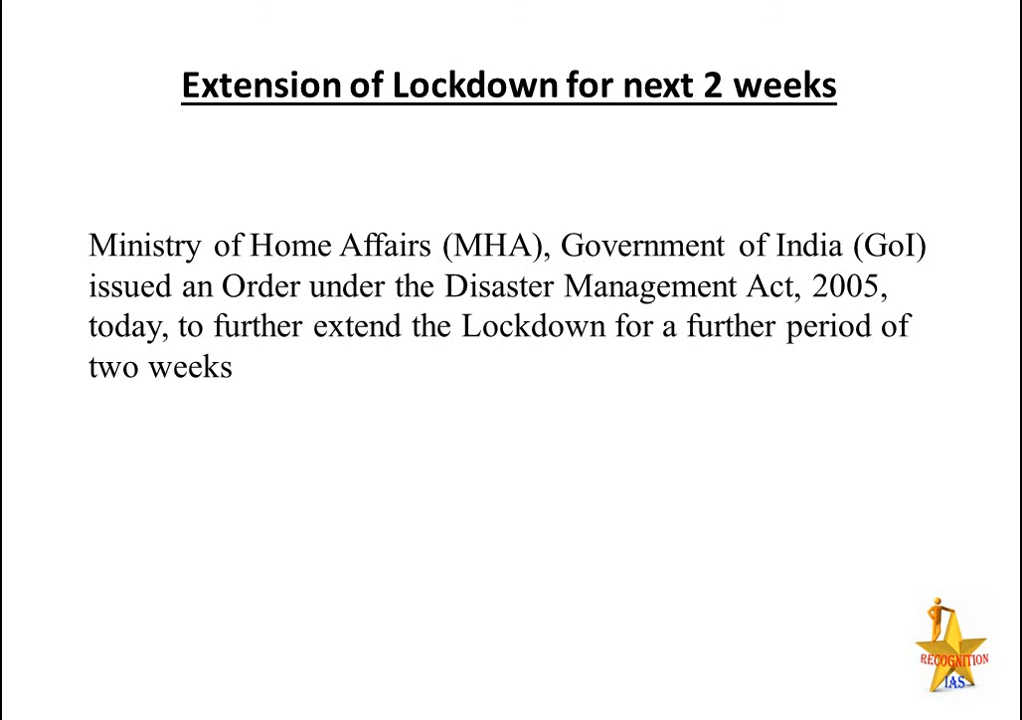 Extension of Lockdown for next 2 weeks
Ministry of Home Affairs (MHA), Government of India (GoI)
issued an Order under the Disaster Management Act, 2005,
today, to further extend the Lockdown for a further period of
two weeks
RECOGNITION
IAS